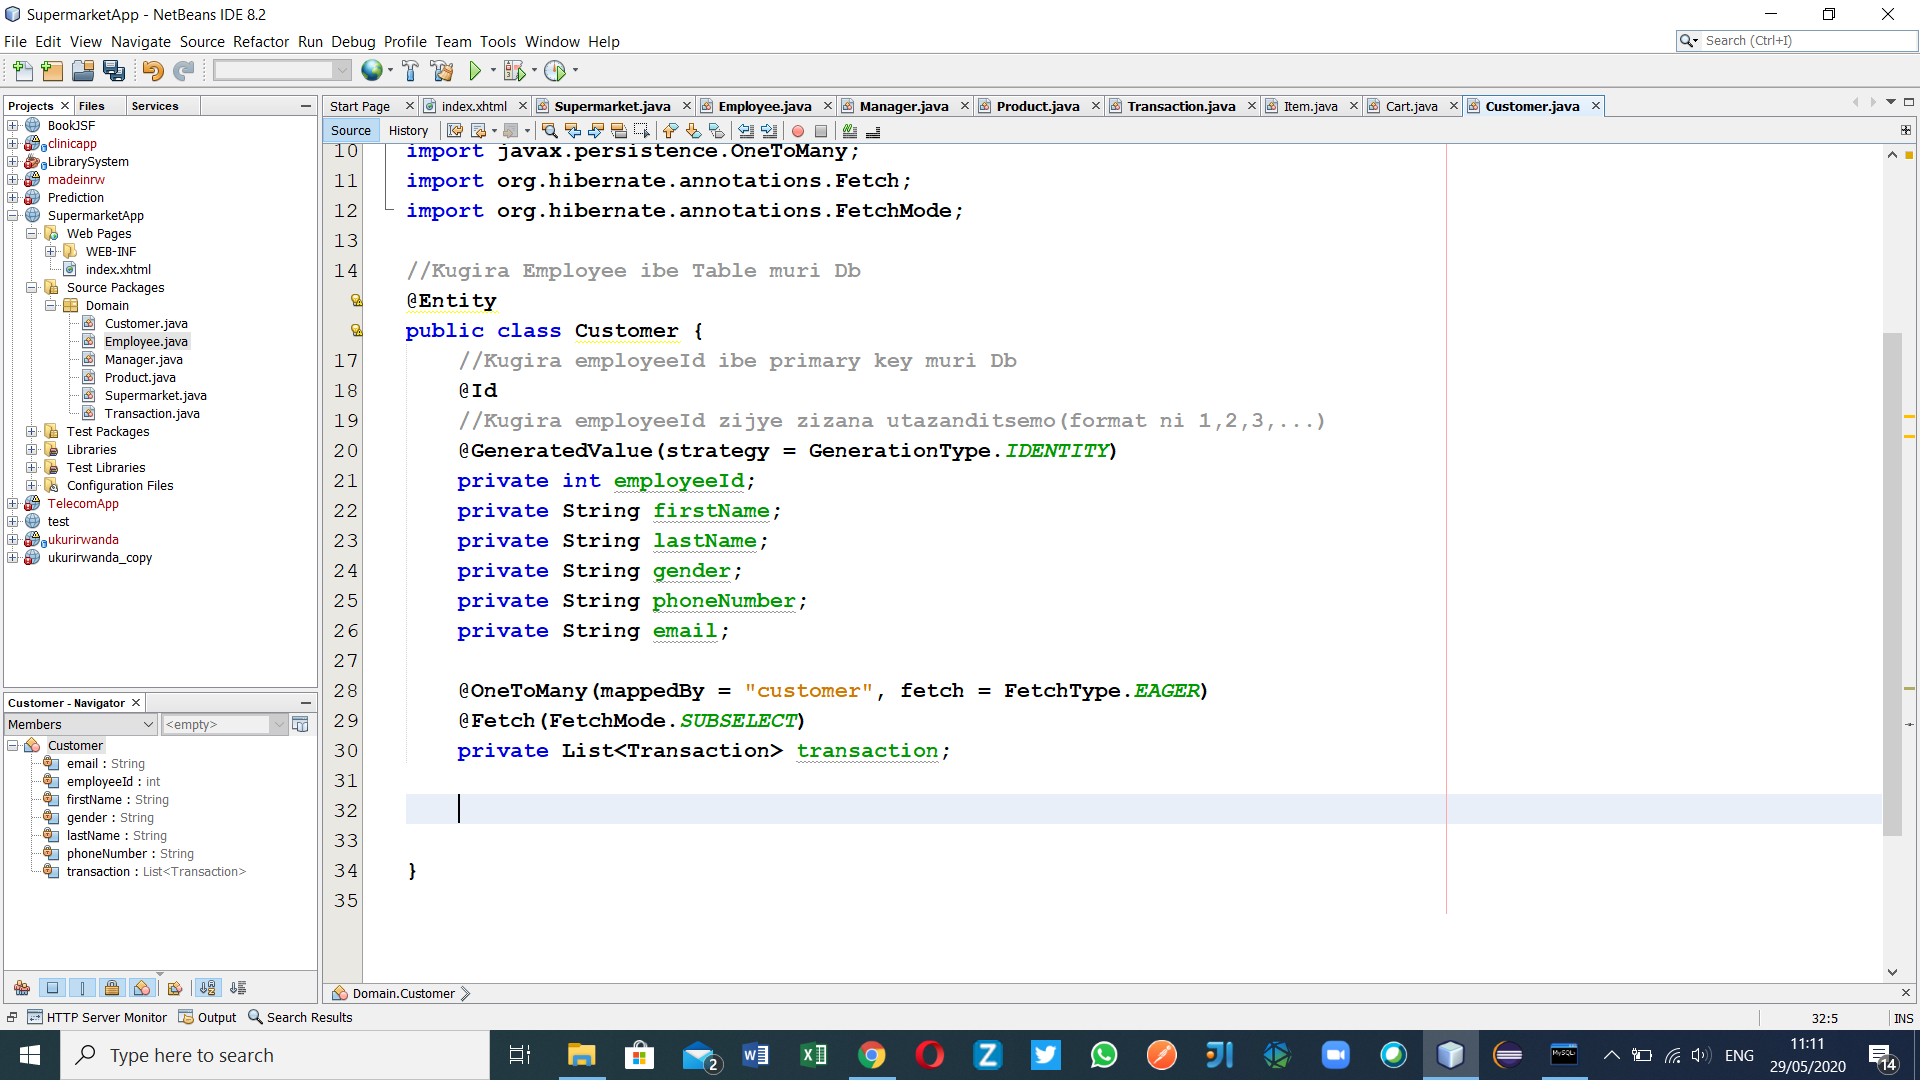 SupermarketApp - NetBeans IDE 8.2
File Edit View Navigate Source Refactor Run Debug Profile Team Tools Window Help
Search (Ctrl+I)
Projects Files Services
BookJSF
clinicapp
LibrarySystem
madeinrw
Prediction
SupermarketApp
Web Pages
WEB-INF
index.xhtml
Source Packages
Domain
Customer.java
Employee.java
Manager.java
Product.java
Supermarket.java
Transaction.java
Test Packages
Libraries
Test Libraries
Configuration Files
TelecomApp
test
ukurirwanda
ukurirwanda_copy
Customer - Navigator
Members <empty>
Customer
email : String
employeeId : int
firstName : String
gender : String
lastName : String
phoneNumber : String
transaction : List<Transaction>
Start Page index.xhtml Supermarket.java Employee.java Manager.java Product.java Transaction.java Item.java Cart.java Customer.java
Source History
10 import javax.persistence.OneToMany;
11 import org.hibernate.annotations.Fetch;
12 import org.hibernate.annotations.FetchMode;
13
14 //Kugira Employee ibe Table muri Db
@Entity
public class Customer {
17 //Kugira employeeId ibe primary key muri Db
18 @Id
19 //Kugira employeeId zijye zizana utazanditsemo(format ni 1,2,3,...)
20 @GeneratedValue(strategy = GenerationType.IDENTITY)
21 private int employeeId;
22 private String firstName;
23 private String lastName;
24 private String gender;
25 private String phoneNumber;
26 private String email;
27
28 @OneToMany(mappedBy = "customer", fetch = FetchType.EAGER)
29 @Fetch(FetchMode.SUBSELECT)
30 private List<Transaction> transaction;
31
32
33
34 }
35
Domain.Customer
HTTP Server Monitor Output Search Results
32:5 INS
Type here to search
2
MySQL
ENG
11:11
29/05/2020
14